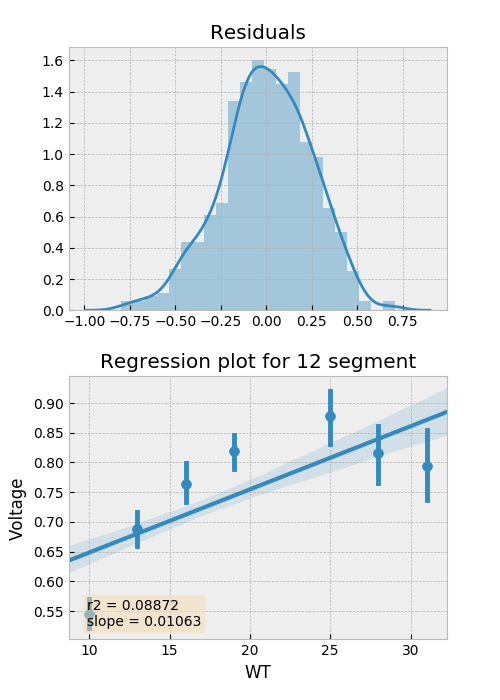 Residuals
1.6
1.4
1.2
1.0
0.8
0.6
0.4
0.2
0.0
−1.00 −0.75 −0.50 −0.25 0.00 0.25 0.50 0.75
Regression plot for 12 segment
0.90
0.85
0.80
0.75
0.70
0.65
0.60
0.55
Voltage
r2 = 0.08872
slope = 0.01063
10 15 20 25 30
WT